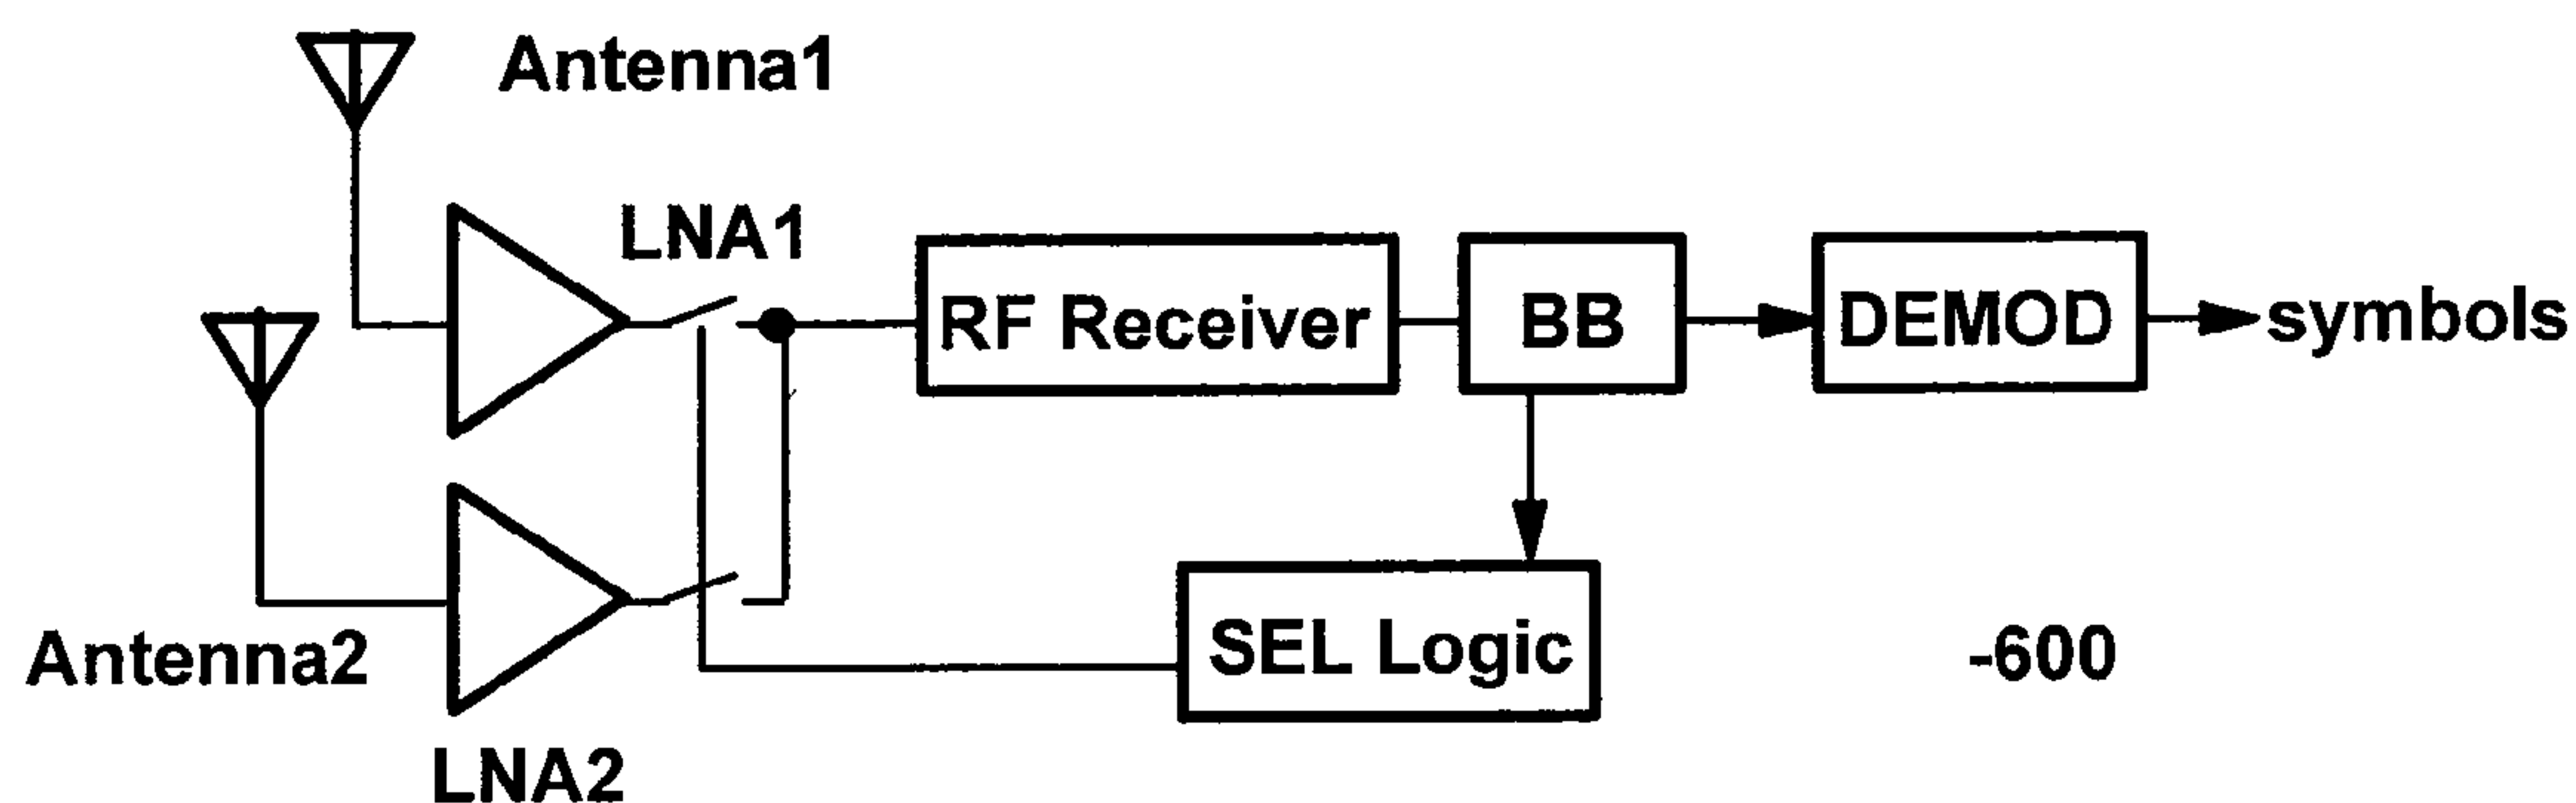 Antenna1
LNA1
RF Receiver
BB
DEMOD
symbols
SEL Logic
-600
Antenna2
LNA2